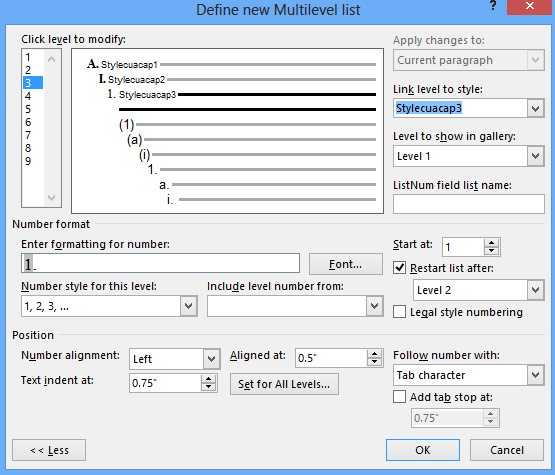 Define new Multilevel list
?
Click level to modify:
Apply changes to:
1
2
3
4
5
6
7
8
9
A. Stylecuacap1
I. Stylecuacap2
1. Stylecuacap3
(1)
(a)
(i)
1.
a.
i.
Current paragraph
Link level to style:
Stylecuacap3
Level to show in gallery:
Level 1
ListNum field list name:
Number format
Enter formatting for number:
1.
Font...
Start at: 1
Restart list after:
Level 2
Legal style numbering
Number style for this level:
Include level number from:
1, 2, 3, ...
Position
Number alignment: Left
Aligned at: 0.5"
Follow number with:
Tab character
Text indent at: 0.75"
Set for All Levels...
Add tab stop at:
0.75"
<< Less
OK
Cancel